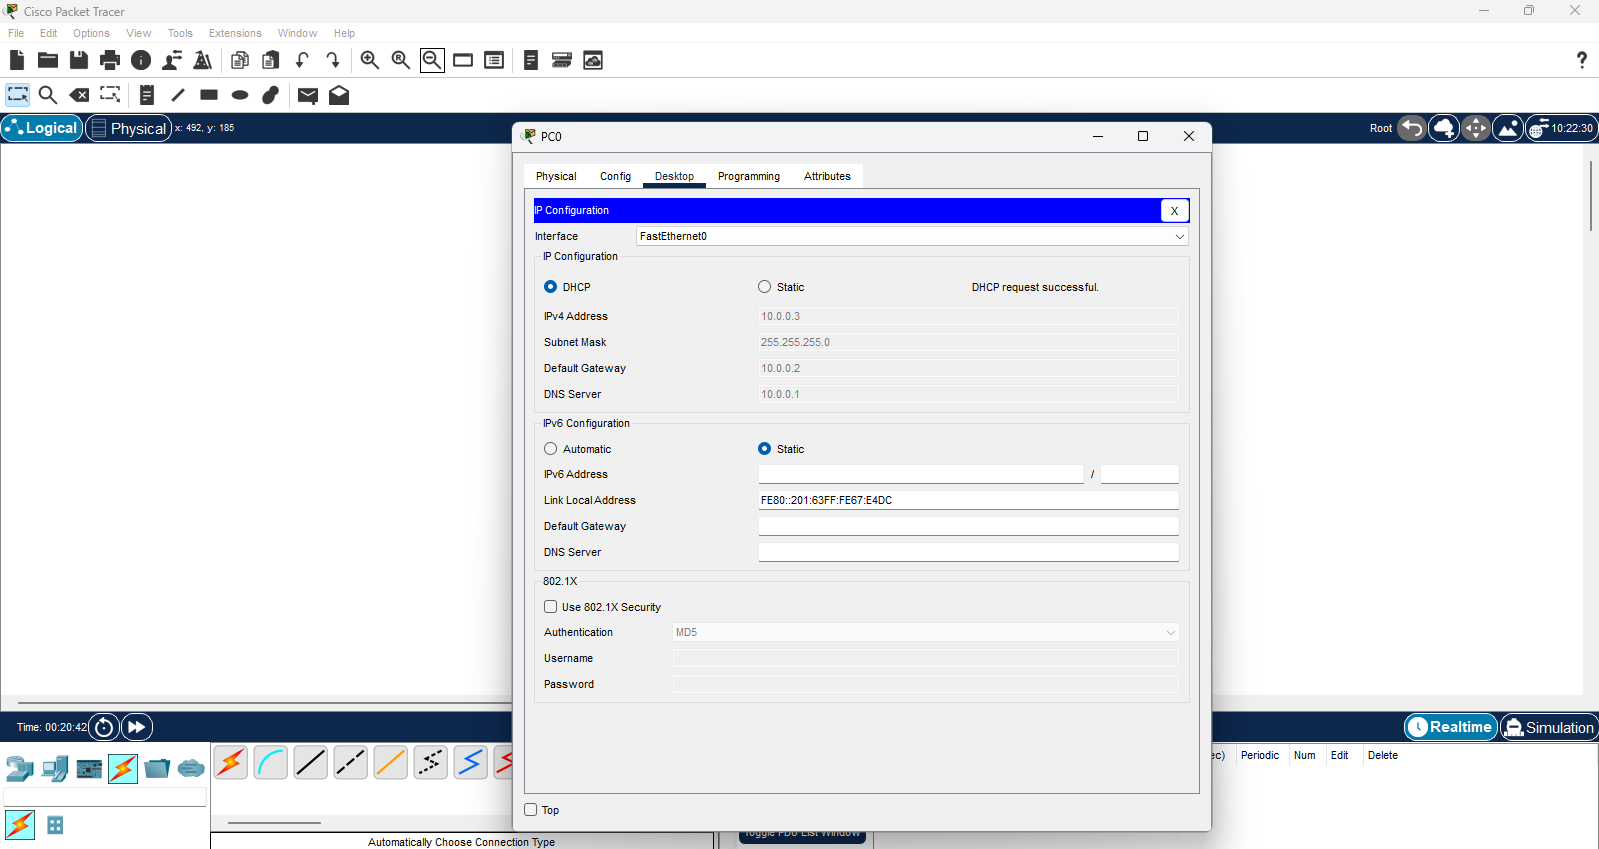 Cisco Packet Tracer
File Edit Options View Tools Extensions Window Help
Logical Physical x: 492, y: 185 Root 10:22:30
PC0
Physical Config Desktop Programming Attributes
IP Configuration X
Interface FastEthernet0
IP Configuration
DHCP Static DHCP request successful.
IPv4 Address 10.0.0.3
Subnet Mask 255.255.255.0
Default Gateway 10.0.0.2
DNS Server 10.0.0.1
IPv6 Configuration
Automatic Static
IPv6 Address /
Link Local Address FE80::201:63FF:FE67:E4DC
Default Gateway
DNS Server
802.1X
Use 802.1X Security
Authentication MD5
Username
Password
Time: 00:20:42 Realtime Simulation
ec) Periodic Num Edit Delete
Top
Toggle PDU List Window
Automatically Choose Connection Type